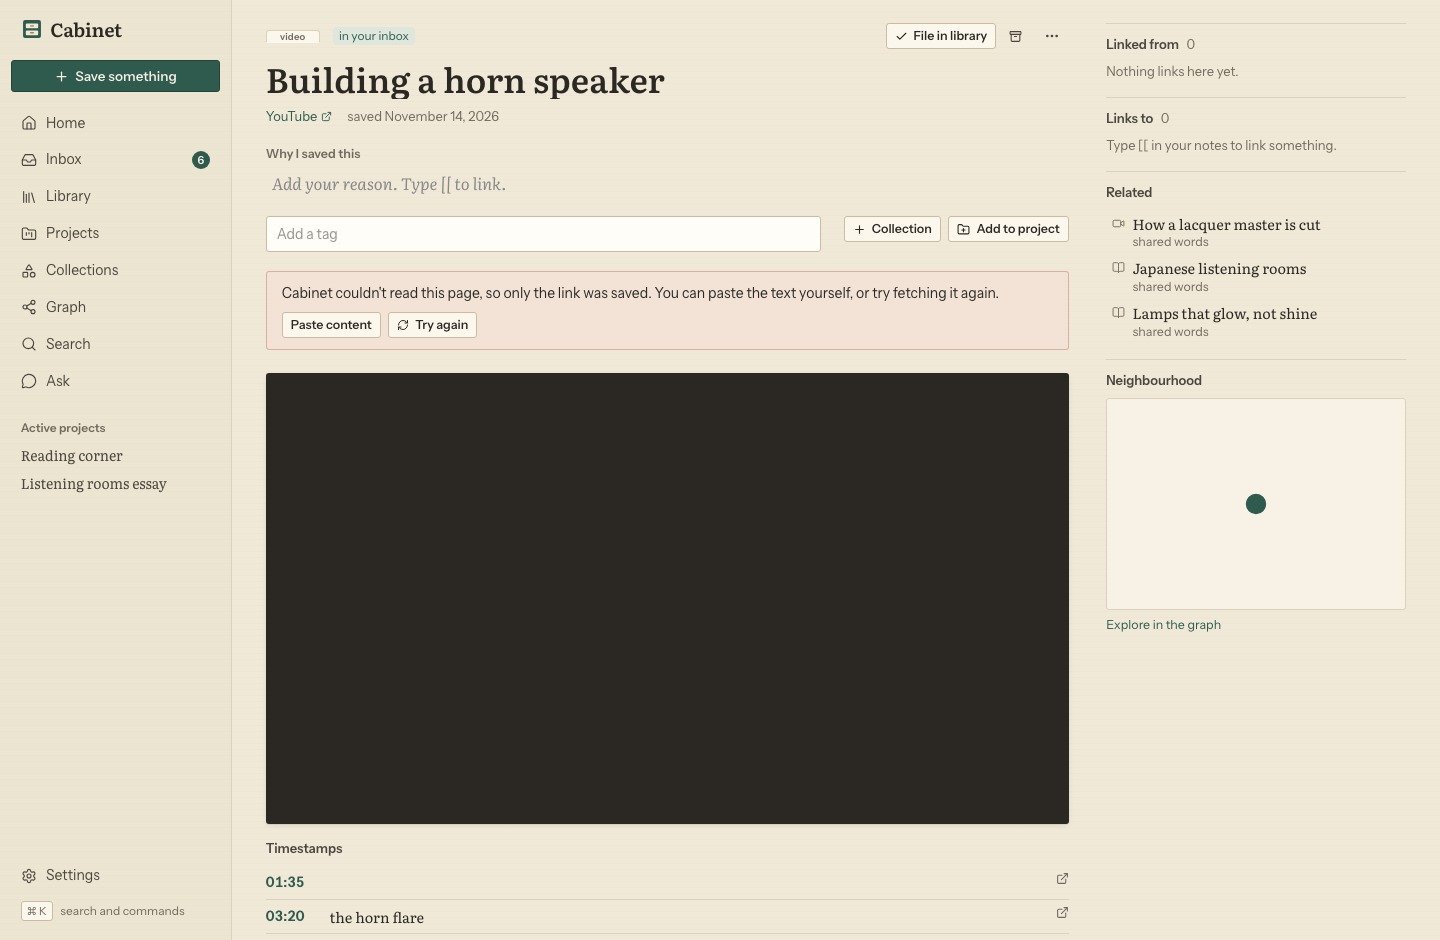 Cabinet
Save something
Home
Inbox 6
Library
Projects
Collections
Graph
Search
Ask
Active projects
Reading corner
Listening rooms essay
Settings
⌘ K search and commands
video in your inbox
File in library
Building a horn speaker
YouTube saved November 14, 2026
Why I saved this
Add your reason. Type [[ to link.
Add a tag
Collection
Add to project
Cabinet couldn't read this page, so only the link was saved. You can paste the text yourself, or try fetching it again.
Paste content
Try again
Timestamps
01:35
03:20 the horn flare
Linked from 0
Nothing links here yet.
Links to 0
Type [[ in your notes to link something.
Related
How a lacquer master is cut
shared words
Japanese listening rooms
shared words
Lamps that glow, not shine
shared words
Neighbourhood
Explore in the graph